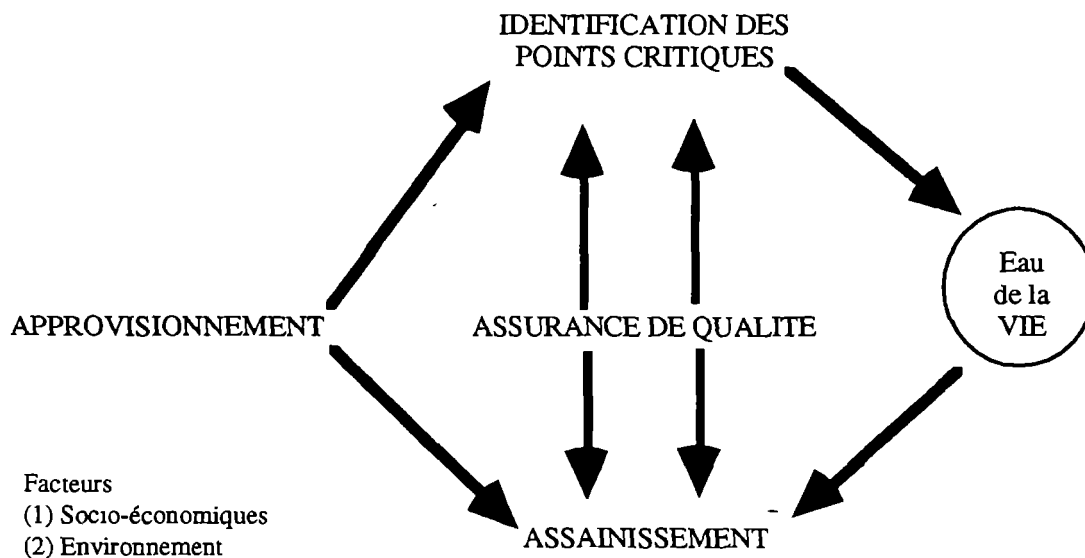 IDENTIFICATION DES
POINTS CRITIQUES
Eau
de la
VIE
APPROVISIONNEMENT
ASSURANCE DE QUALITE
Facteurs
(1) Socio-économiques
(2) Environnement
ASSAINISSEMENT